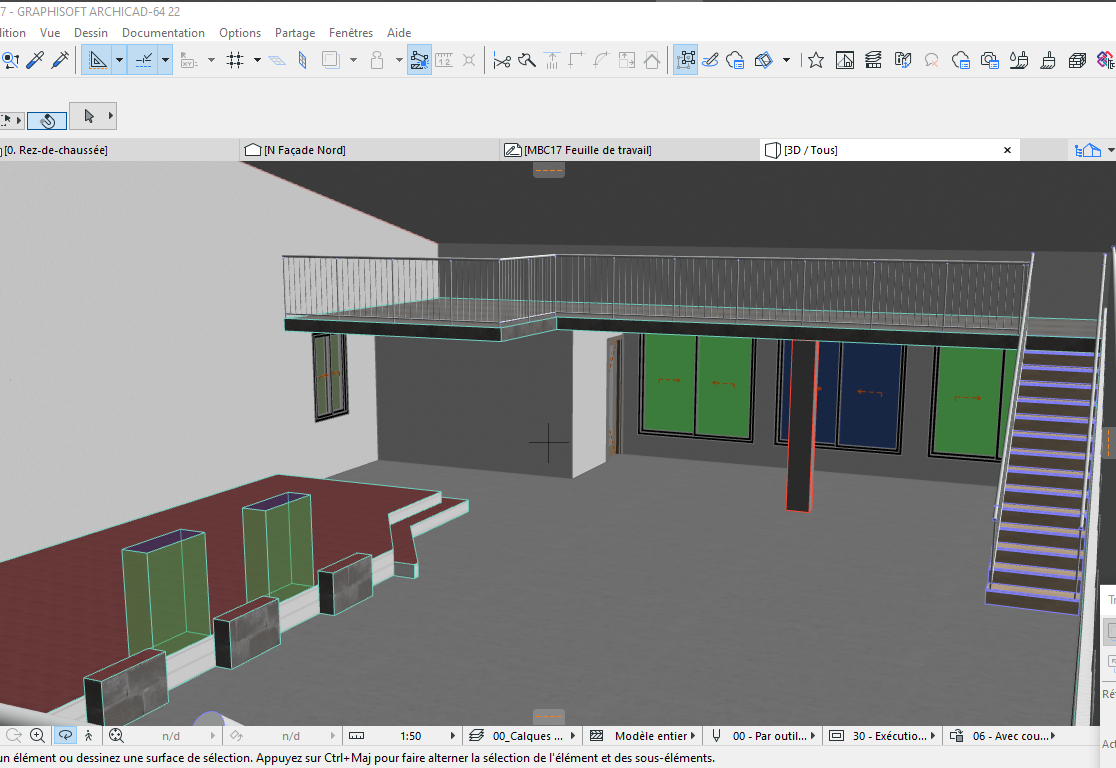 7 - GRAPHISOFT ARCHICAD-64 22
dition Vue Dessin Documentation Options Partage Fenêtres Aide
[0. Rez-de-chaussée] [N Façade Nord] [MBC17 Feuille de travail] [3D / Tous]
n/d n/d 1:50 00_Calques ... Modèle entier 00 - Par outil... 30 - Exécutio... 06 - Avec cou...
un élément ou dessinez une surface de sélection. Appuyez sur Ctrl+Maj pour faire alterner la sélection de l'élément et des sous-éléments.